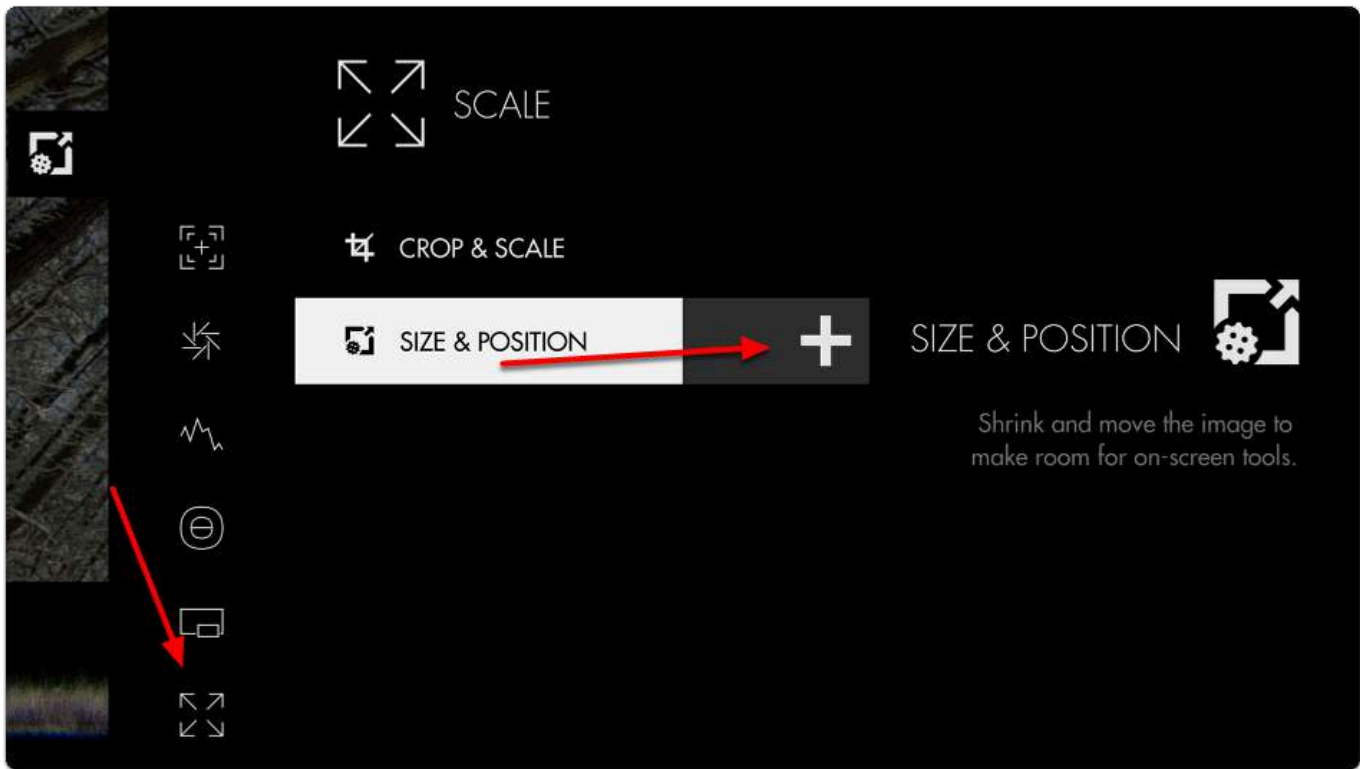 SCALE
CROP & SCALE
SIZE & POSITION
SIZE & POSITION
Shrink and move the image to
make room for on-screen tools.